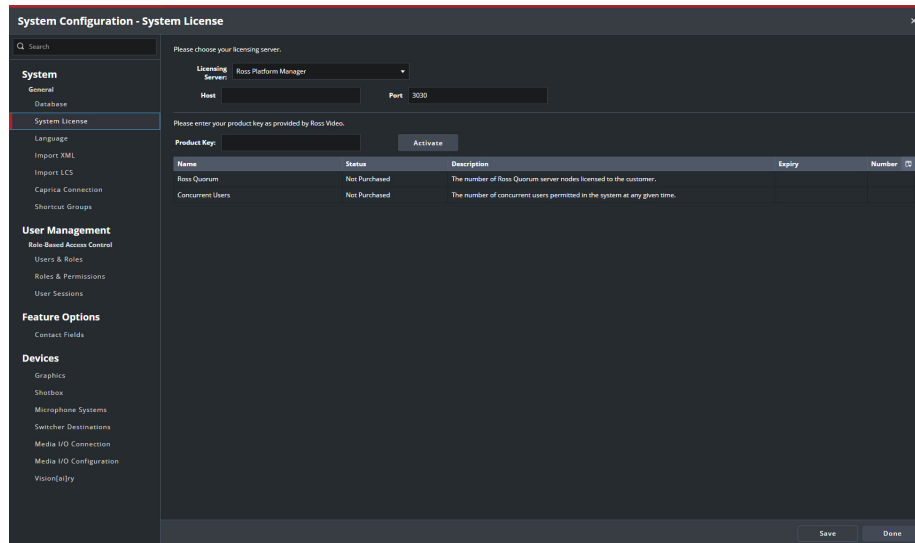 System Configuration - System License
Search
System
General
Database
System License
Language
Import XML
Import LCS
Caprica Connection
Shortcut Groups
User Management
Role-Based Access Control
Users & Roles
Roles & Permissions
User Sessions
Feature Options
Contact Fields
Devices
Graphics
Shotbox
Microphone Systems
Switcher Destinations
Media I/O Connection
Media I/O Configuration
Vision[ai]ry
Please choose your licensing server.
Licensing Server: Ross Platform Manager
Host Port 3030
Please enter your product key as provided by Ross Video.
Product Key: Activate
Name Status Description Expiry Number
Ross Quorum Not Purchased The number of Ross Quorum server nodes licensed to the customer.
Concurrent Users Not Purchased The number of concurrent users permitted in the system at any given time.
Save Done